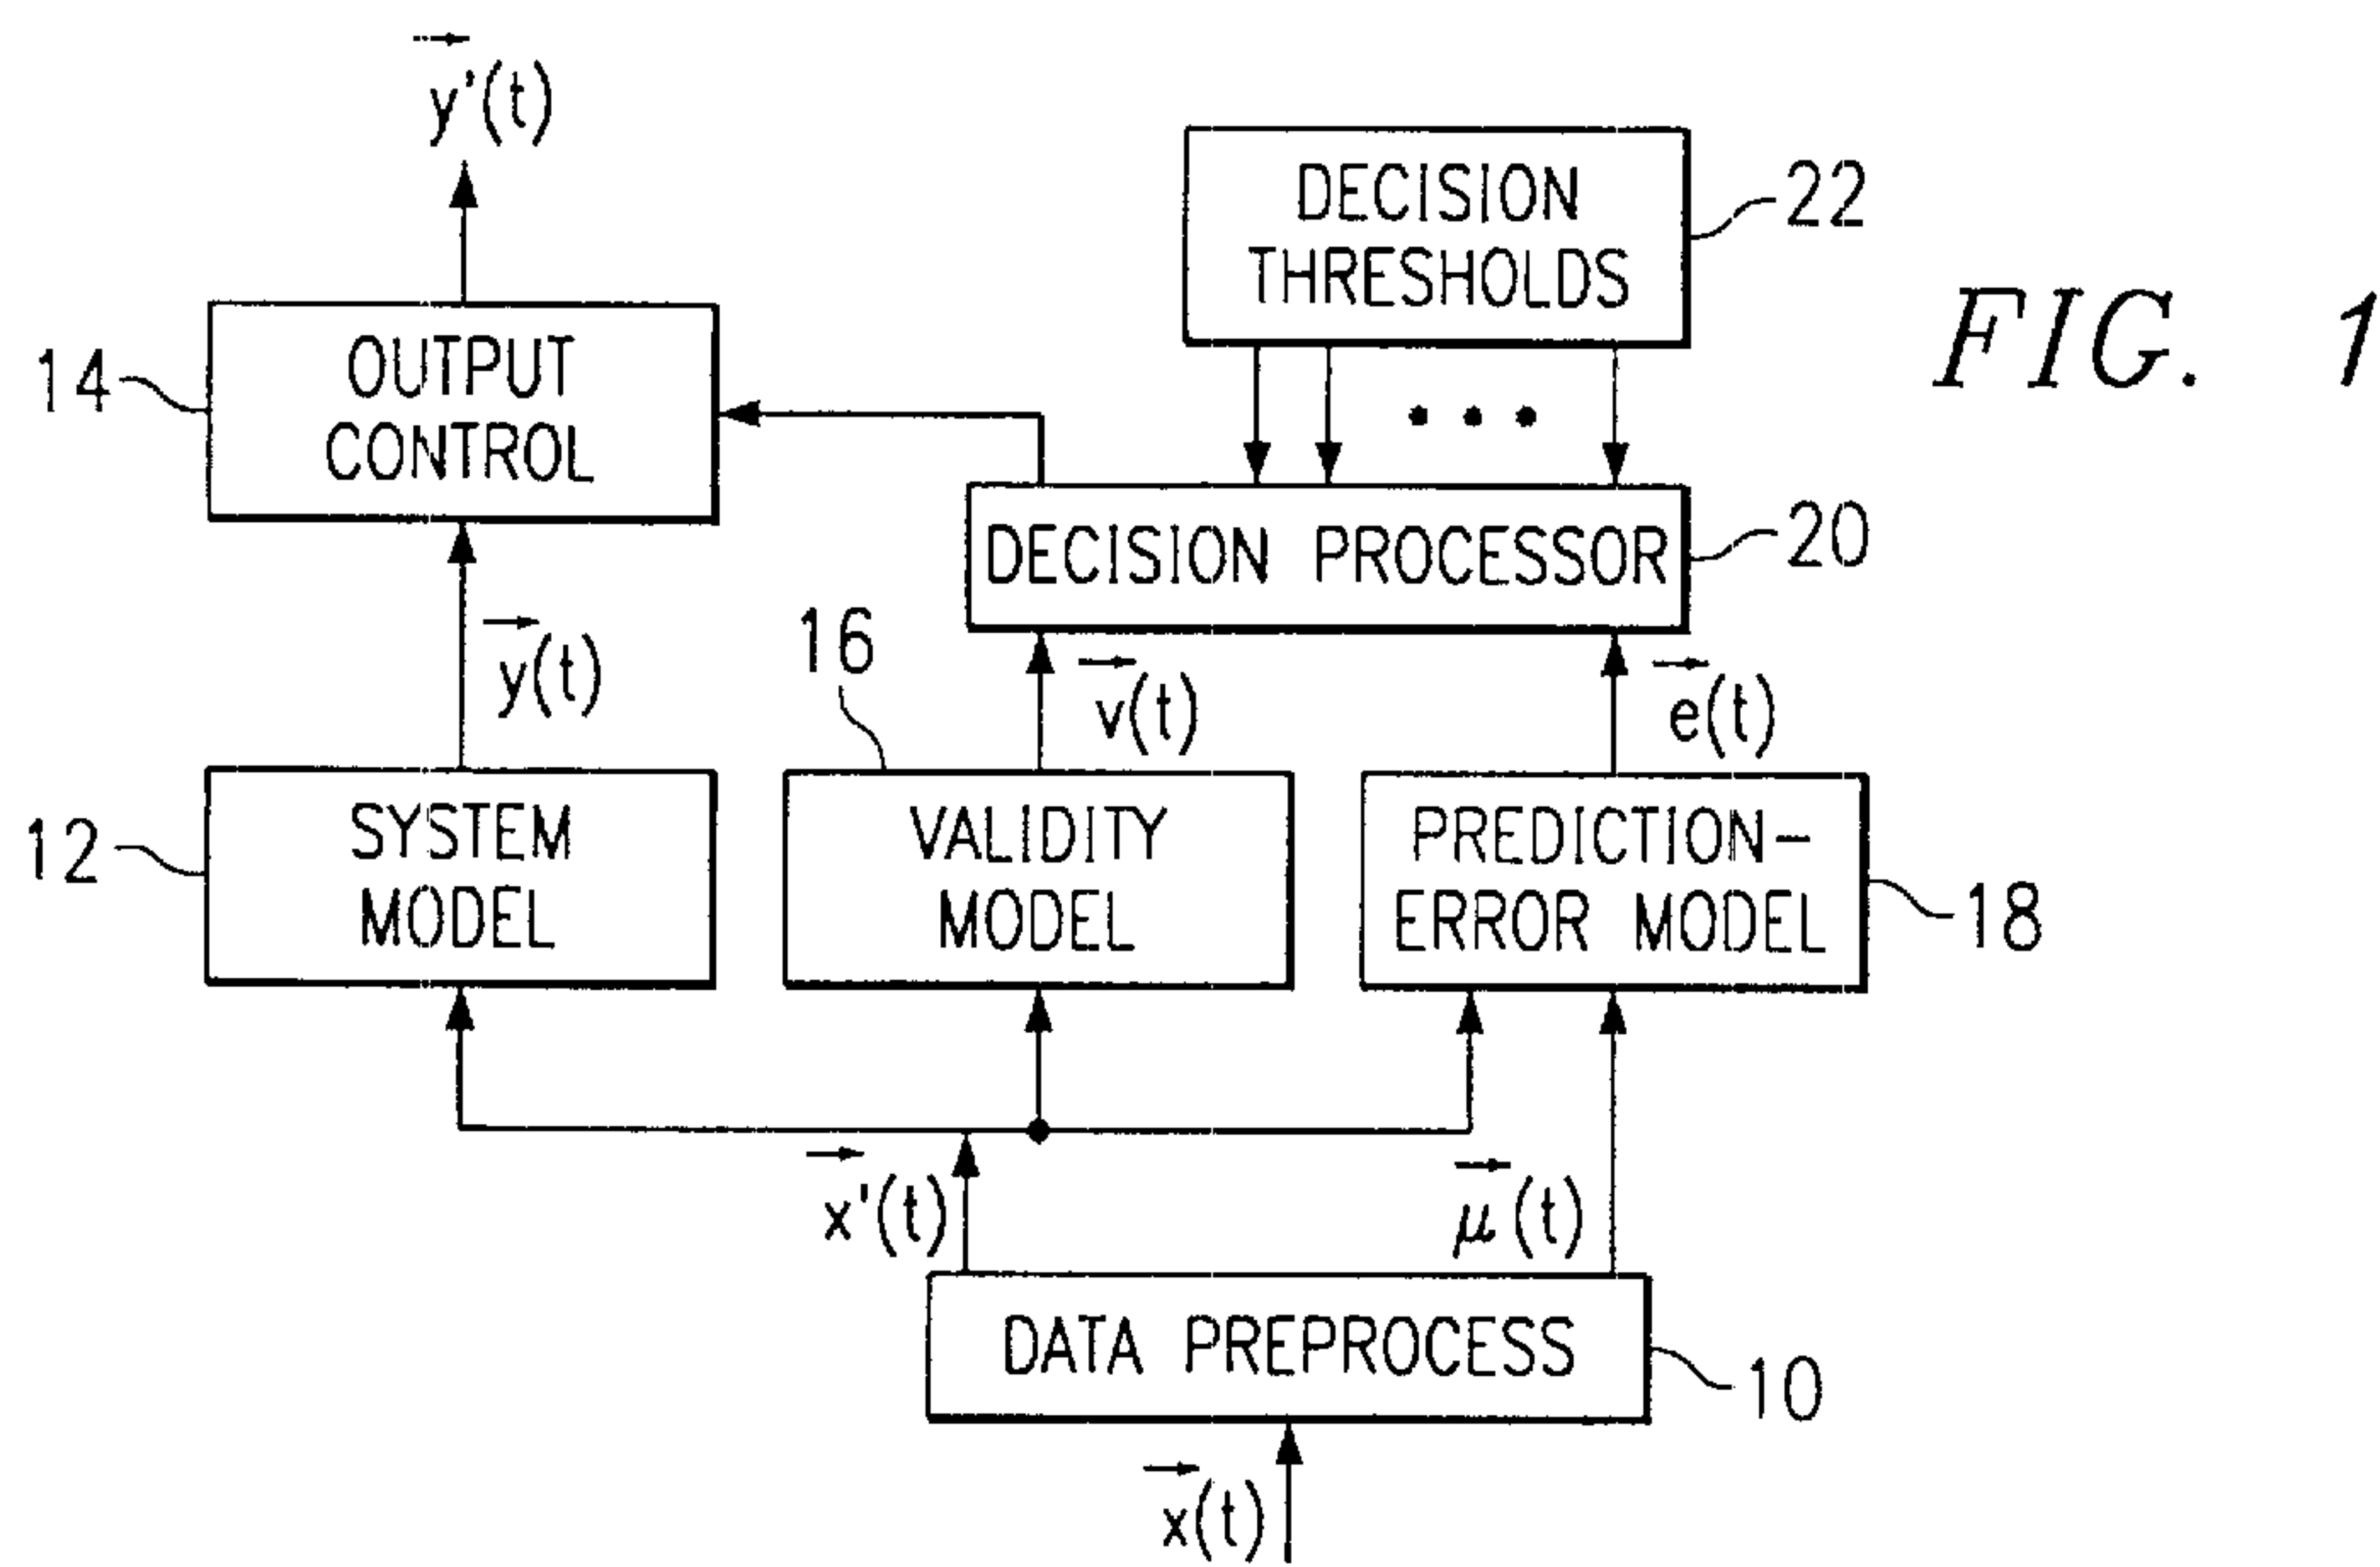 y'(t)
DECISION
THRESHOLDS
22
FIG. 1
14
OUTPUT
CONTROL
DECISION PROCESSOR
20
16
y(t)
v(t)
e(t)
12
SYSTEM
MODEL
VALIDITY
MODEL
PREDICTION-
ERROR MODEL
18
x'(t)
μ(t)
DATA PREPROCESS
10
x(t)